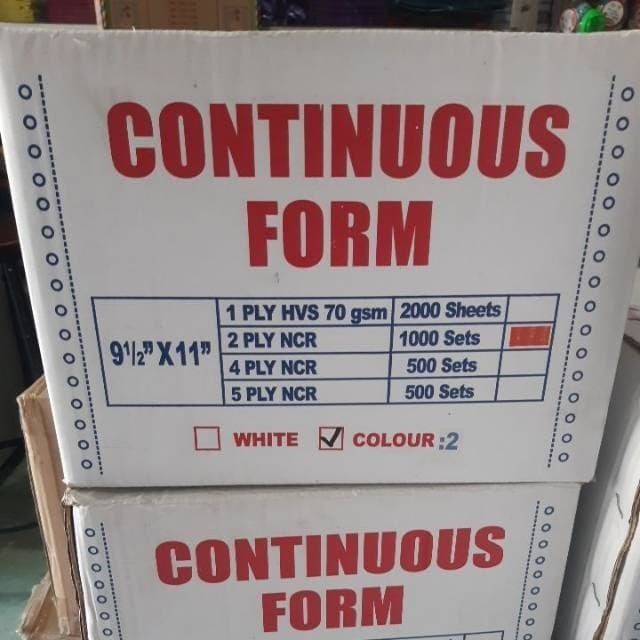 CONTINUOUS
FORM
9½" X 11"
1 PLY HVS 70 gsm 2000 Sheets
2 PLY NCR 1000 Sets
4 PLY NCR 500 Sets
5 PLY NCR 500 Sets
WHITE COLOUR :2
CONTINUOUS
FORM